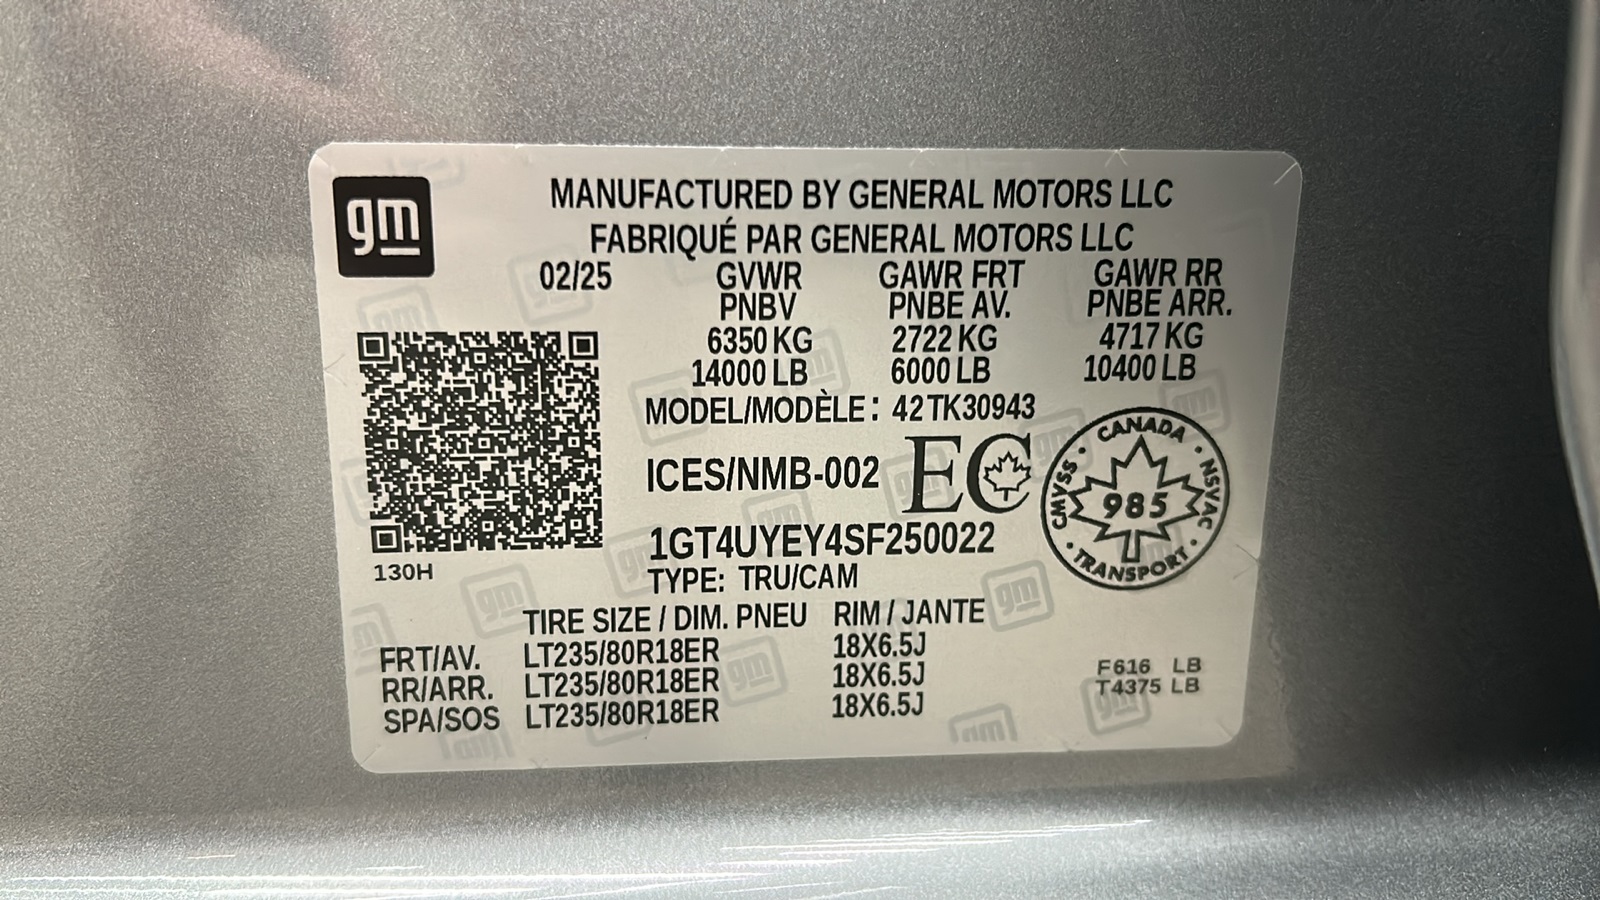 gm
MANUFACTURED BY GENERAL MOTORS LLC
FABRIQUÉ PAR GENERAL MOTORS LLC
02/25 GVWR GAWR FRT GAWR RR
PNBV PNBE AV. PNBE ARR.
6350 KG 2722 KG 4717 KG
14000 LB 6000 LB 10400 LB
MODEL/MODÈLE: 42TK30943
ICES/NMB-002 EC
CANADA
CMVSS 985 NSVAC
TRANSPORT
1GT4UYEY4SF250022
130H
TYPE: TRU/CAM
TIRE SIZE / DIM. PNEU RIM / JANTE
FRT/AV. LT235/80R18ER 18X6.5J
RR/ARR. LT235/80R18ER 18X6.5J
SPA/SOS LT235/80R18ER 18X6.5J
F616 LB
T4375 LB